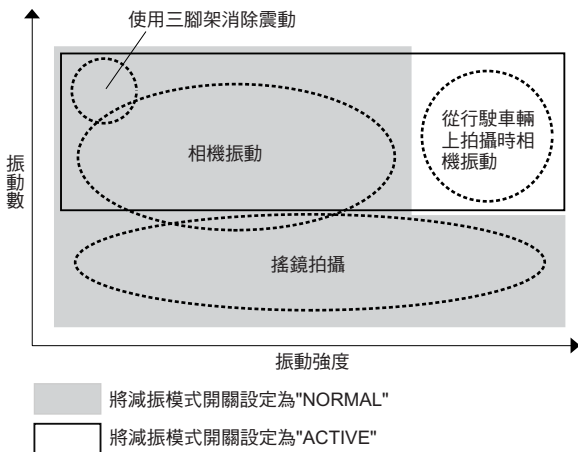 使用三腳架消除震動
從行駛車輛
上拍攝時相
機振動
相機振動
振動數
搖鏡拍攝
振動強度
將減振模式開關設定為"NORMAL"
將減振模式開關設定為"ACTIVE"